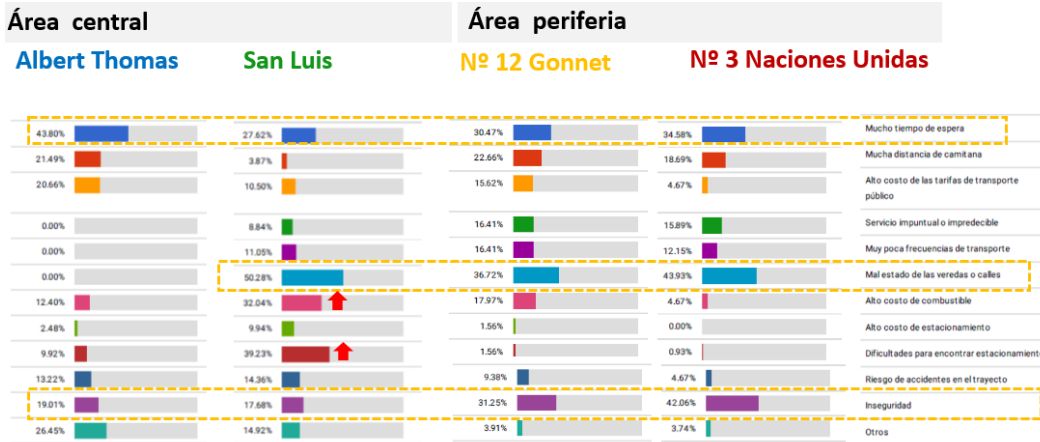 Área central
Área periferia
Albert Thomas
San Luis
Nº 12 Gonnet
Nº 3 Naciones Unidas
43.80% 27.62% 30.47% 34.58% Mucho tiempo de espera
21.49% 3.87% 22.66% 18.69% Mucha distancia de camitana
20.66% 10.50% 15.62% 4.67% Alto costo de las tarifas de transporte
público
0.00% 8.84% 16.41% 15.89% Servicio impuntual o impredecible
0.00% 11.05% 16.41% 12.15% Muy poca frecuencias de transporte
0.00% 50.28% 36.72% 43.93% Mal estado de las veredas o calles
12.40% 32.04% 17.97% 4.67% Alto costo de combustible
2.48% 9.94% 1.56% 0.00% Alto costo de estacionamiento
9.92% 39.23% 1.56% 0.93% Dificultades para encontrar estacionamiento
13.22% 14.36% 9.38% 4.67% Riesgo de accidentes en el trayecto
19.01% 17.68% 31.25% 42.06% Inseguridad
26.45% 14.92% 3.91% 3.74% Otros